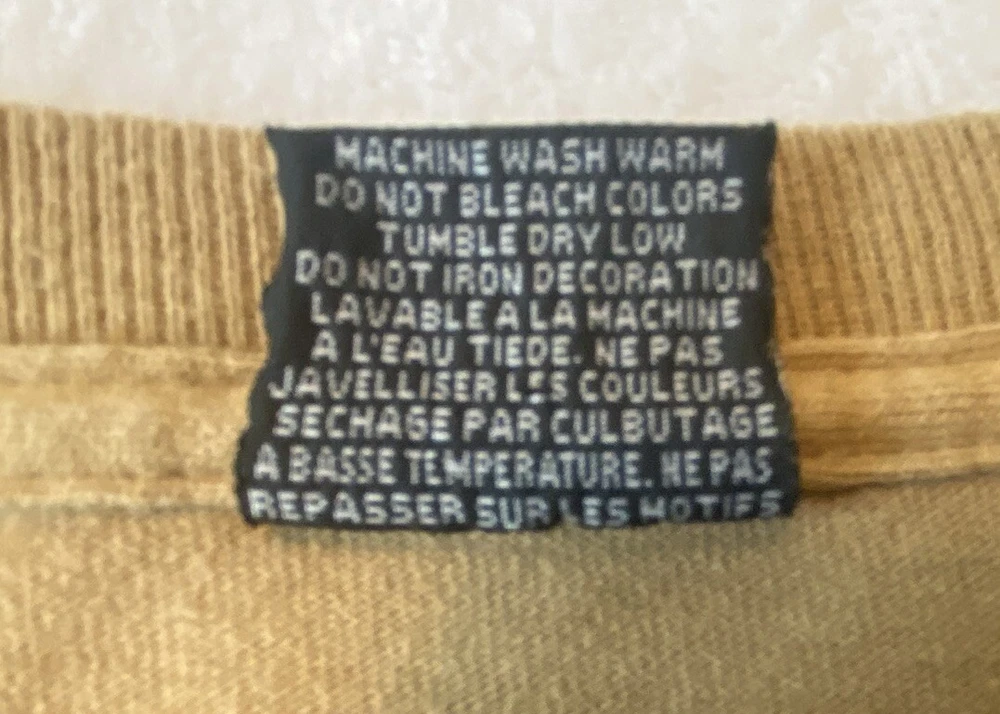 MACHINE WASH WARM
DO NOT BLEACH COLORS
TUMBLE DRY LOW
DO NOT IRON DECORATION
LAVABLE A LA MACHINE
A L'EAU TIEDE. NE PAS
JAVELLISER LES COULEURS
SECHAGE PAR CULBUTAGE
A BASSE TEMPERATURE. NE PAS
REPASSER SUR LES MOTIFS